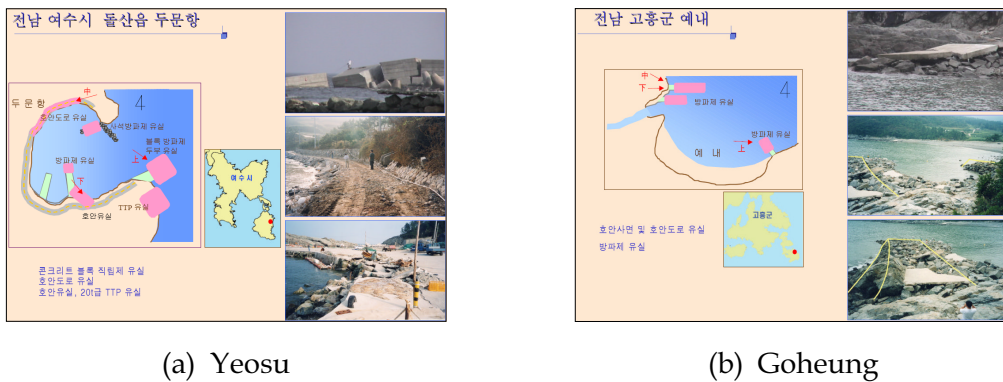 전남 여수시 돌산읍 두문항
두문항
中
4
호안도로 유실
사석방파제 유실
블록 방파제
두부 유실
上
방파제 유실
下
TTP 유실
호안유실
여수시
콘크리트 블록 직립제 유실
호안도로 유실
호안유실, 20t급 TTP 유실
(a) Yeosu
전남 고흥군 예내
中
下
4
방파제 유실
방파제 유실
上
예 내
고흥군
호안사면 및 호안도로 유실
방파제 유실
(b) Goheung